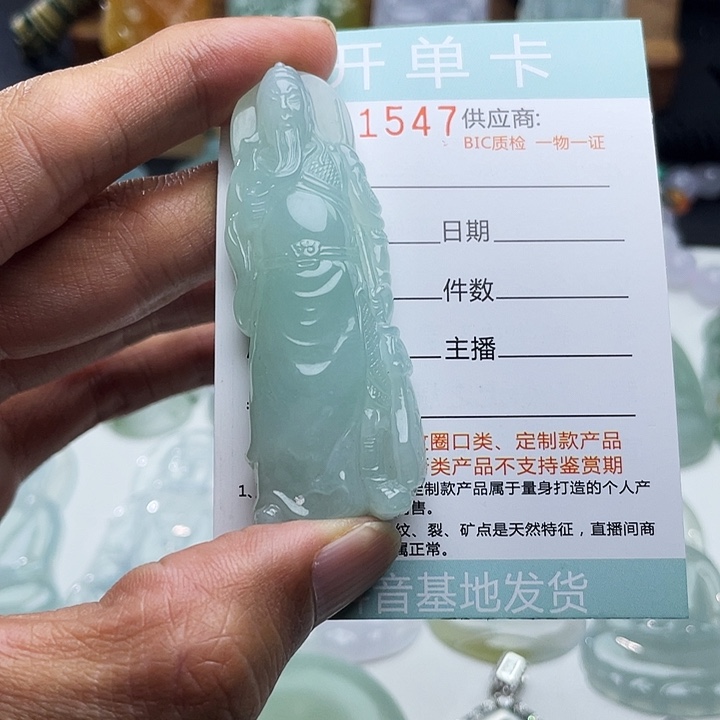 开单卡
1547 供应商:
BIC质检 一物一证
日期
件数
主播
圈口类、定制款产品
类产品不支持鉴赏期
1、 定制款产品属于量身打造的个人产
售。
纹、裂、矿点是天然特征，直播间商
属正常。
音基地发货